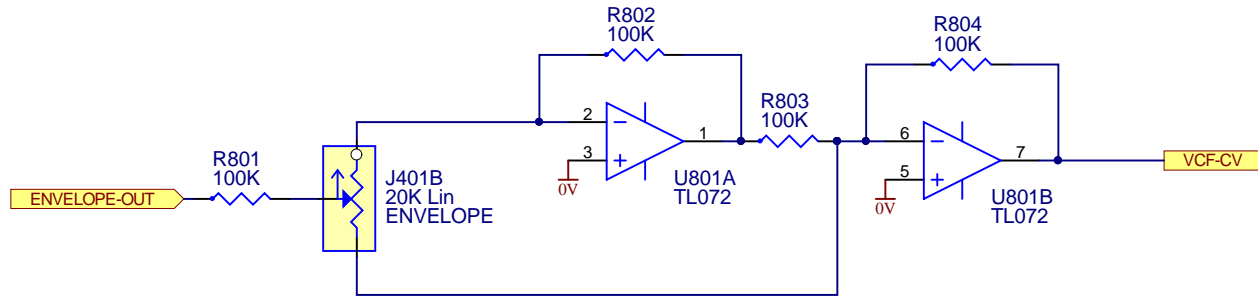 R802
100K
R804
100K
R803
100K
2
3
1
6
5
7
0V
0V
R801
100K
J401B
20K Lin
ENVELOPE
U801A
TL072
U801B
TL072
ENVELOPE-OUT
VCF-CV